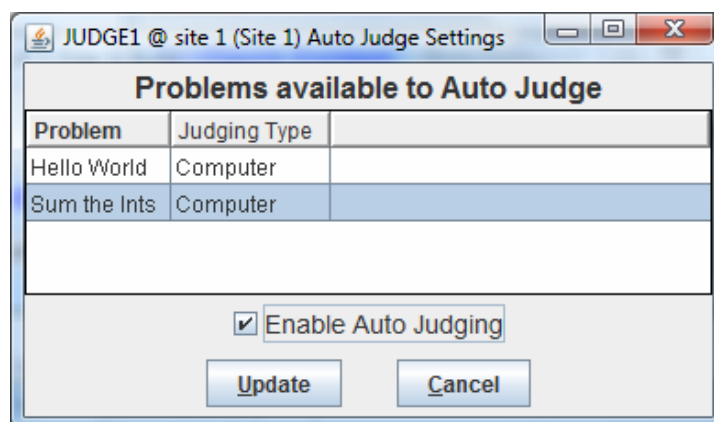 JUDGE1 @ site 1 (Site 1) Auto Judge Settings
Problems available to Auto Judge
Problem Judging Type
Hello World Computer
Sum the Ints Computer
Enable Auto Judging
Update Cancel